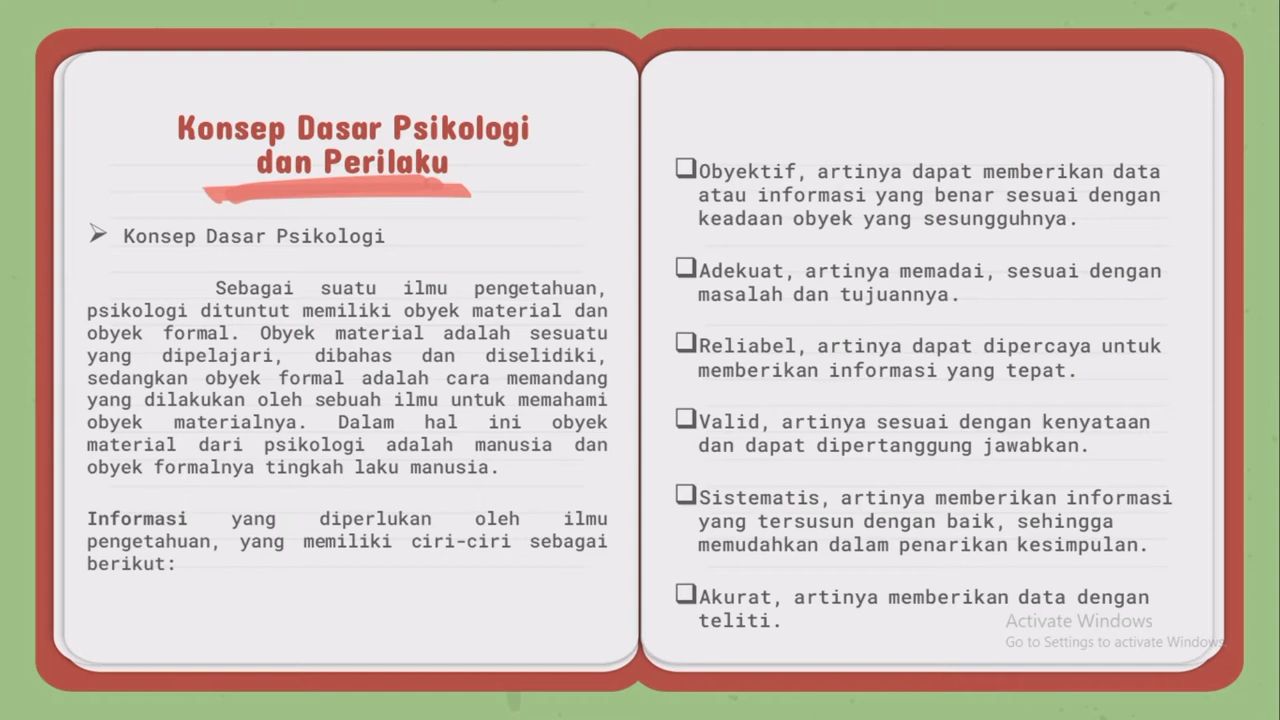 Konsep Dasar Psikologi
dan Perilaku
Konsep Dasar Psikologi
Sebagai suatu ilmu pengetahuan,
psikologi dituntut memiliki obyek material dan
obyek formal. Obyek material adalah sesuatu
yang dipelajari, dibahas dan diselidiki,
sedangkan obyek formal adalah cara memandang
yang dilakukan oleh sebuah ilmu untuk memahami
obyek materialnya. Dalam hal ini obyek
material dari psikologi adalah manusia dan
obyek formalnya tingkah laku manusia.
Informasi yang diperlukan oleh ilmu
pengetahuan, yang memiliki ciri-ciri sebagai
berikut:
Obyektif, artinya dapat memberikan data
atau informasi yang benar sesuai dengan
keadaan obyek yang sesungguhnya.
Adekuat, artinya memadai, sesuai dengan
masalah dan tujuannya.
Reliabel, artinya dapat dipercaya untuk
memberikan informasi yang tepat.
Valid, artinya sesuai dengan kenyataan
dan dapat dipertanggung jawabkan.
Sistematis, artinya memberikan informasi
yang tersusun dengan baik, sehingga
memudahkan dalam penarikan kesimpulan.
Akurat, artinya memberikan data dengan
teliti.
Activate Windows
Go to Settings to activate Windows.